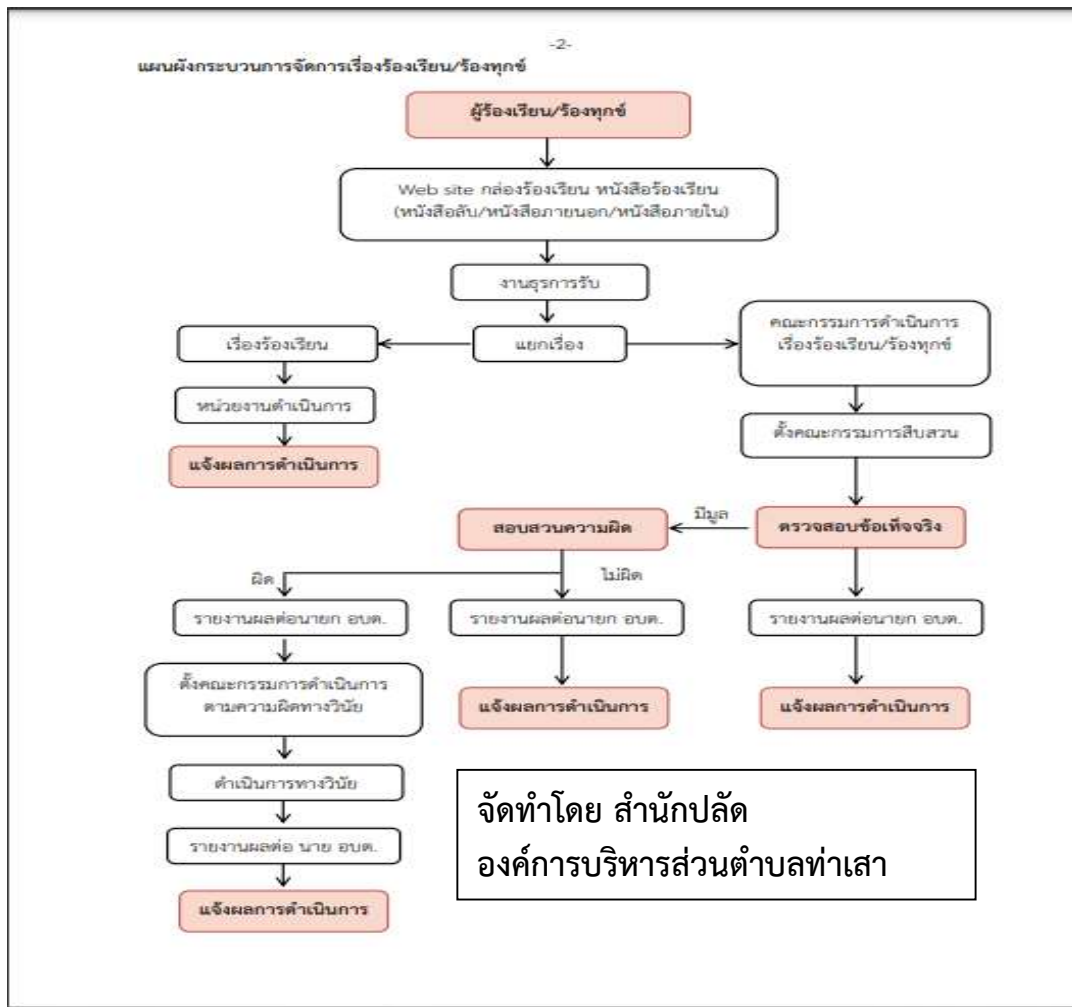 -2-
แผนผังกระบวนการจัดการเรื่องร้องเรียน/ร้องทุกข์
ผู้ร้องเรียน/ร้องทุกข์
Web site กล่องร้องเรียน หนังสือร้องเรียน
(หนังสือลับ/หนังสือภายนอก/หนังสือภายใน)
งานธุรการรับ
แยกเรื่อง
เรื่องร้องเรียน
หน่วยงานดำเนินการ
แจ้งผลการดำเนินการ
คณะกรรมการดำเนินการ
เรื่องร้องเรียน/ร้องทุกข์
ตั้งคณะกรรมการสืบสวน
ตรวจสอบข้อเท็จจริง
มีมูล
สอบสวนความผิด
ผิด
ไม่ผิด
รายงานผลต่อนายก อบต.
รายงานผลต่อนายก อบต.
รายงานผลต่อนายก อบต.
ตั้งคณะกรรมการดำเนินการ
ตามความผิดทางวินัย
แจ้งผลการดำเนินการ
แจ้งผลการดำเนินการ
ดำเนินการทางวินัย
รายงานผลต่อ นาย อบต.
แจ้งผลการดำเนินการ
จัดทำโดย สำนักปลัด
องค์การบริหารส่วนตำบลท่าเสา